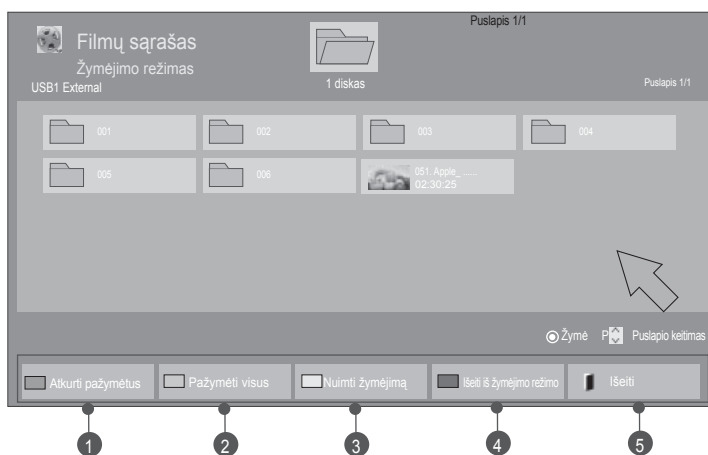 Puslapis 1/1
Filmų sąrašas
Žymėjimo režimas
USB1 External
1 diskas
Puslapis 1/1
001
002
003
004
005
006
051. Apple_ ......
02:30:25
Žymė
P
Puslapio keitimas
Atkurti pažymėtus
Pažymėti visus
Nuimti žymėjimą
Išeiti iš žymėjimo režimo
Išeiti
1
2
3
4
5